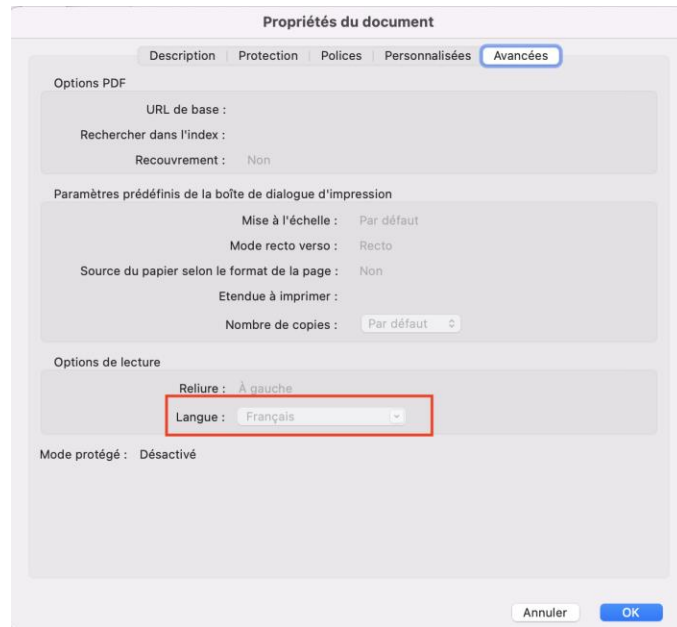 Propriétés du document
Description Protection Polices Personnalisées Avancées
Options PDF
URL de base :
Rechercher dans l'index :
Recouvrement : Non
Paramètres prédéfinis de la boîte de dialogue d'impression
Mise à l'échelle : Par défaut
Mode recto verso : Recto
Source du papier selon le format de la page : Non
Etendue à imprimer :
Nombre de copies : Par défaut
Options de lecture
Reliure : À gauche
Langue : Français
Mode protégé : Désactivé
Annuler OK